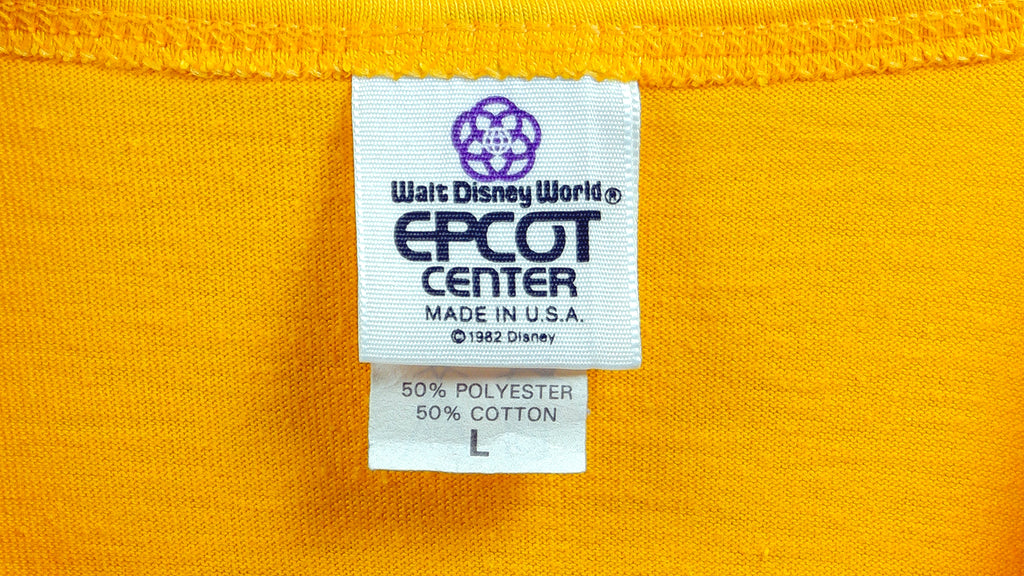 Walt Disney World®
EPCOT
CENTER
MADE IN U.S.A.
©1982 Disney
50% POLYESTER
50% COTTON
L